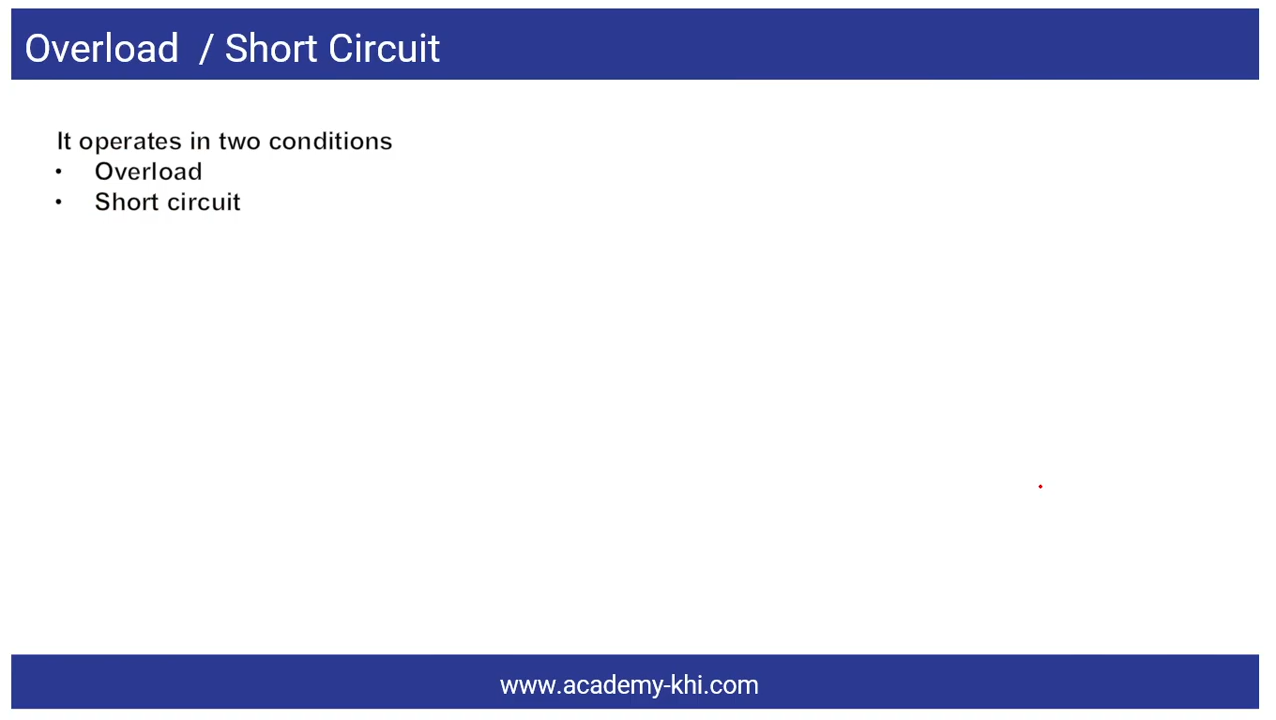 Overload / Short Circuit
It operates in two conditions
• Overload
• Short circuit
www.academy-khi.com